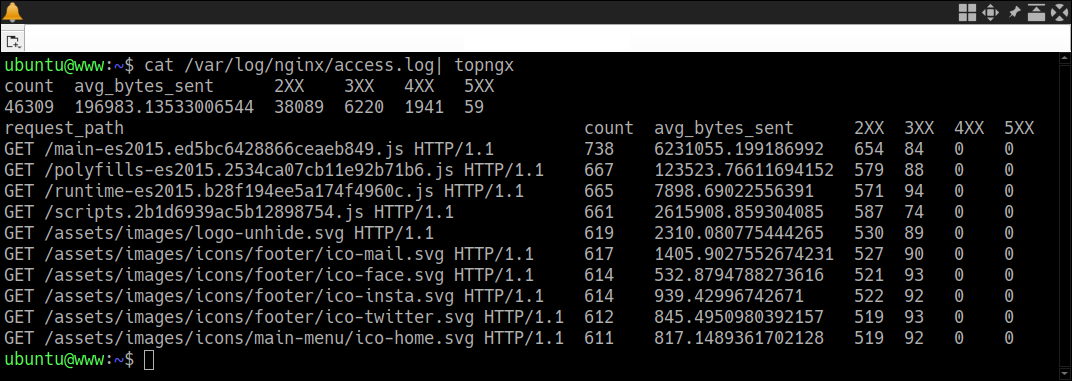 ubuntu@www:~$ cat /var/log/nginx/access.log| topngx
count avg_bytes_sent 2XX 3XX 4XX 5XX
46309 196983.13533006544 38089 6220 1941 59
request_path count avg_bytes_sent 2XX 3XX 4XX 5XX
GET /main-es2015.ed5bc6428866ceaeb849.js HTTP/1.1 738 6231055.199186992 654 84 0 0
GET /polyfills-es2015.2534ca07cb11e92b71b6.js HTTP/1.1 667 123523.76611694152 579 88 0 0
GET /runtime-es2015.b28f194ee5a174f4960c.js HTTP/1.1 665 7898.69022556391 571 94 0 0
GET /scripts.2b1d6939ac5b12898754.js HTTP/1.1 661 2615908.859304085 587 74 0 0
GET /assets/images/logo-unhide.svg HTTP/1.1 619 2310.080775444265 530 89 0 0
GET /assets/images/icons/footer/ico-mail.svg HTTP/1.1 617 1405.9027552674231 527 90 0 0
GET /assets/images/icons/footer/ico-face.svg HTTP/1.1 614 532.8794788273616 521 93 0 0
GET /assets/images/icons/footer/ico-insta.svg HTTP/1.1 614 939.42996742671 522 92 0 0
GET /assets/images/icons/footer/ico-twitter.svg HTTP/1.1 612 845.4950980392157 519 93 0 0
GET /assets/images/icons/main-menu/ico-home.svg HTTP/1.1 611 817.1489361702128 519 92 0 0
ubuntu@www:~$